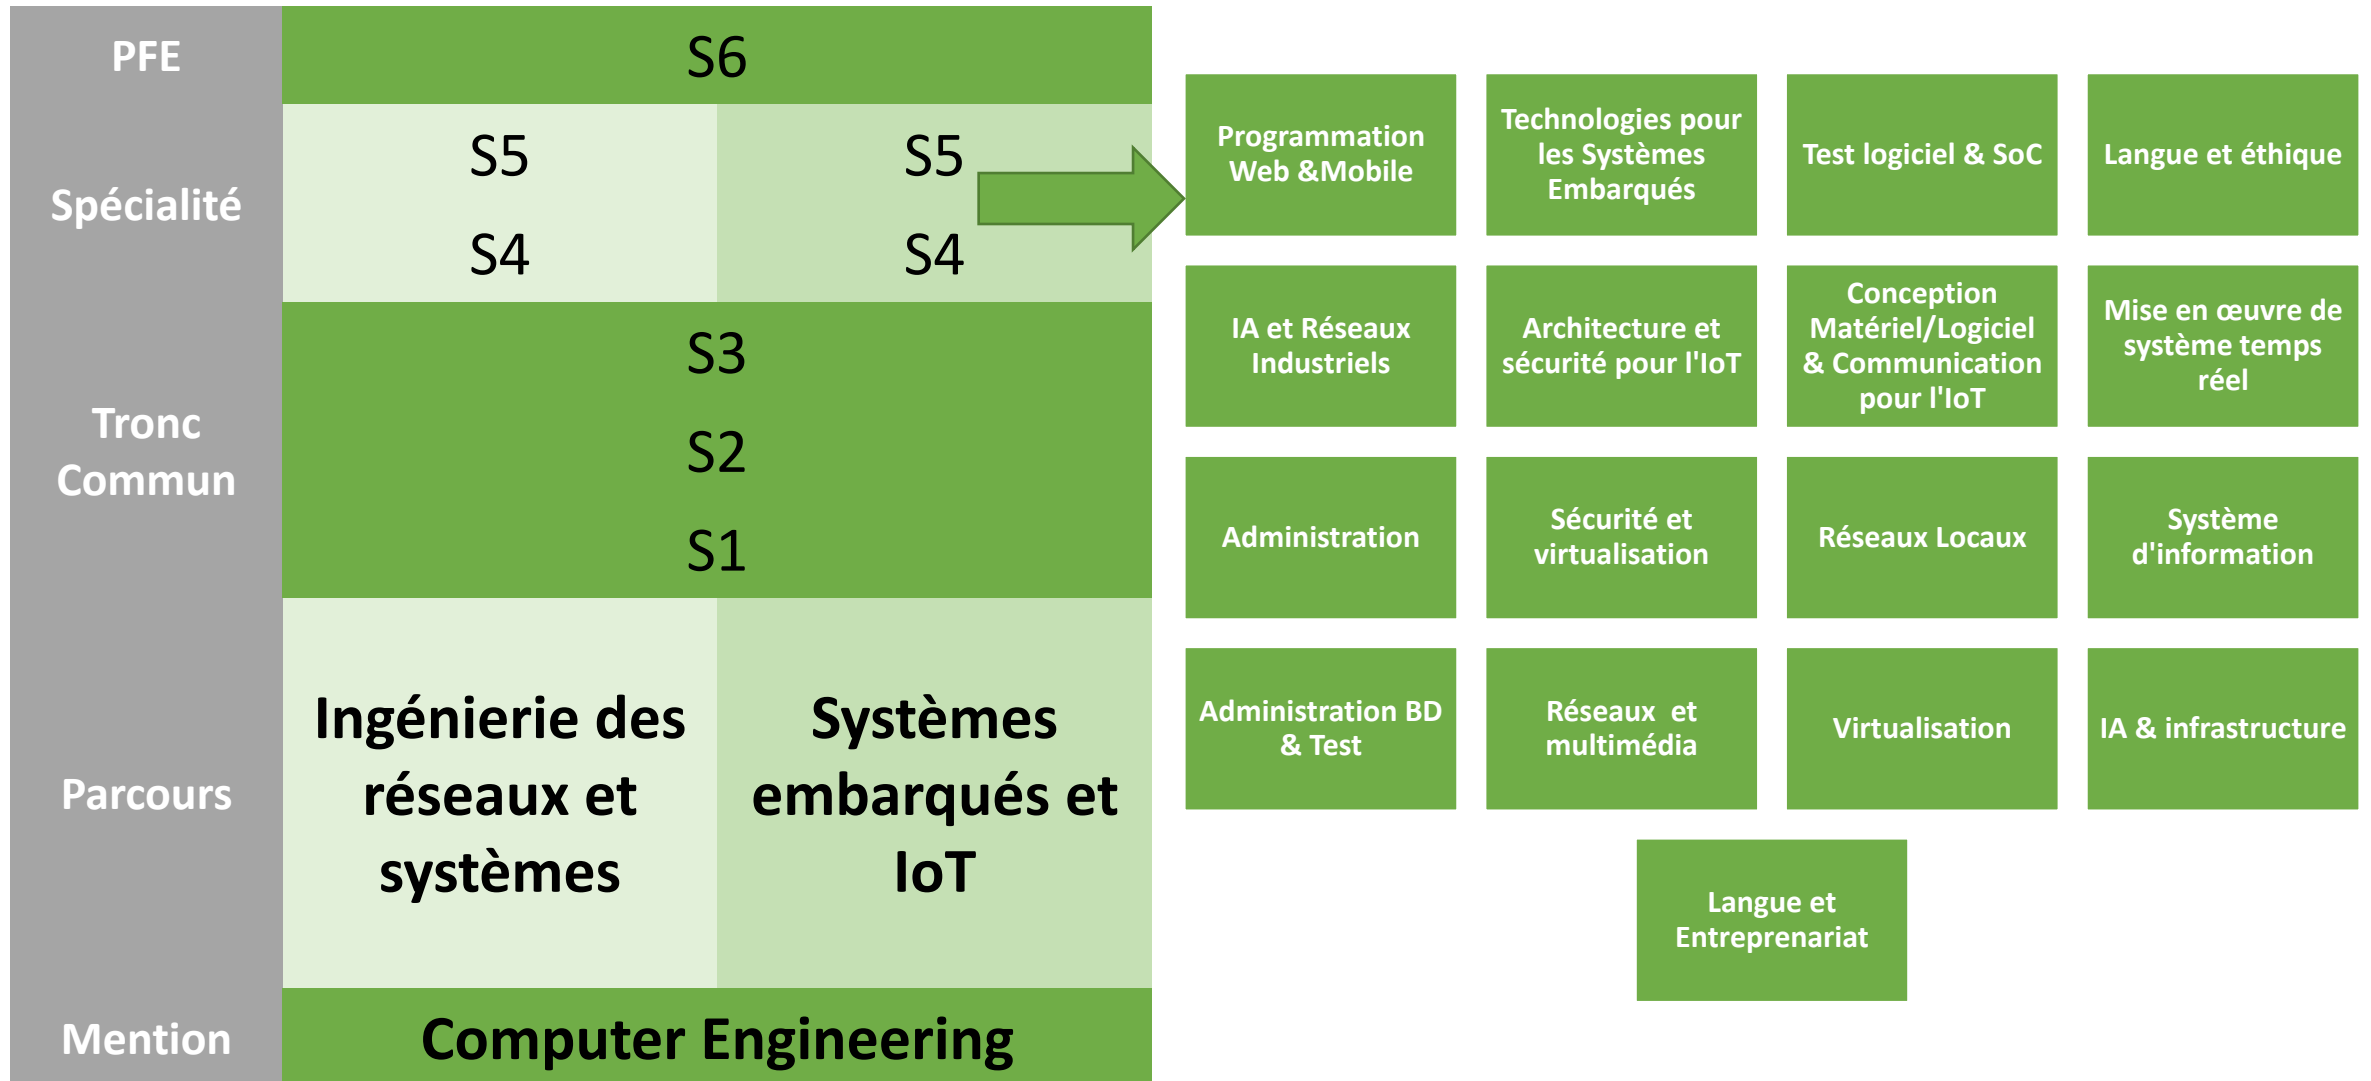 PFE
S6
Spécialité
S5
S5
S4
S4
Tronc
Commun
S3
S2
S1
Parcours
Ingénierie des
réseaux et
systèmes
Systèmes
embarqués et
IoT
Mention
Computer Engineering
Programmation
Web &Mobile
Technologies pour
les Systèmes
Embarqués
Test logiciel & SoC
Langue et éthique
IA et Réseaux
Industriels
Architecture et
sécurité pour l'IoT
Conception
Matériel/Logiciel
& Communication
pour l'IoT
Mise en œuvre de
système temps
réel
Administration
Sécurité et
virtualisation
Réseaux Locaux
Système
d'information
Administration BD
& Test
Réseaux  et
multimédia
Virtualisation
IA & infrastructure
Langue et
Entreprenariat